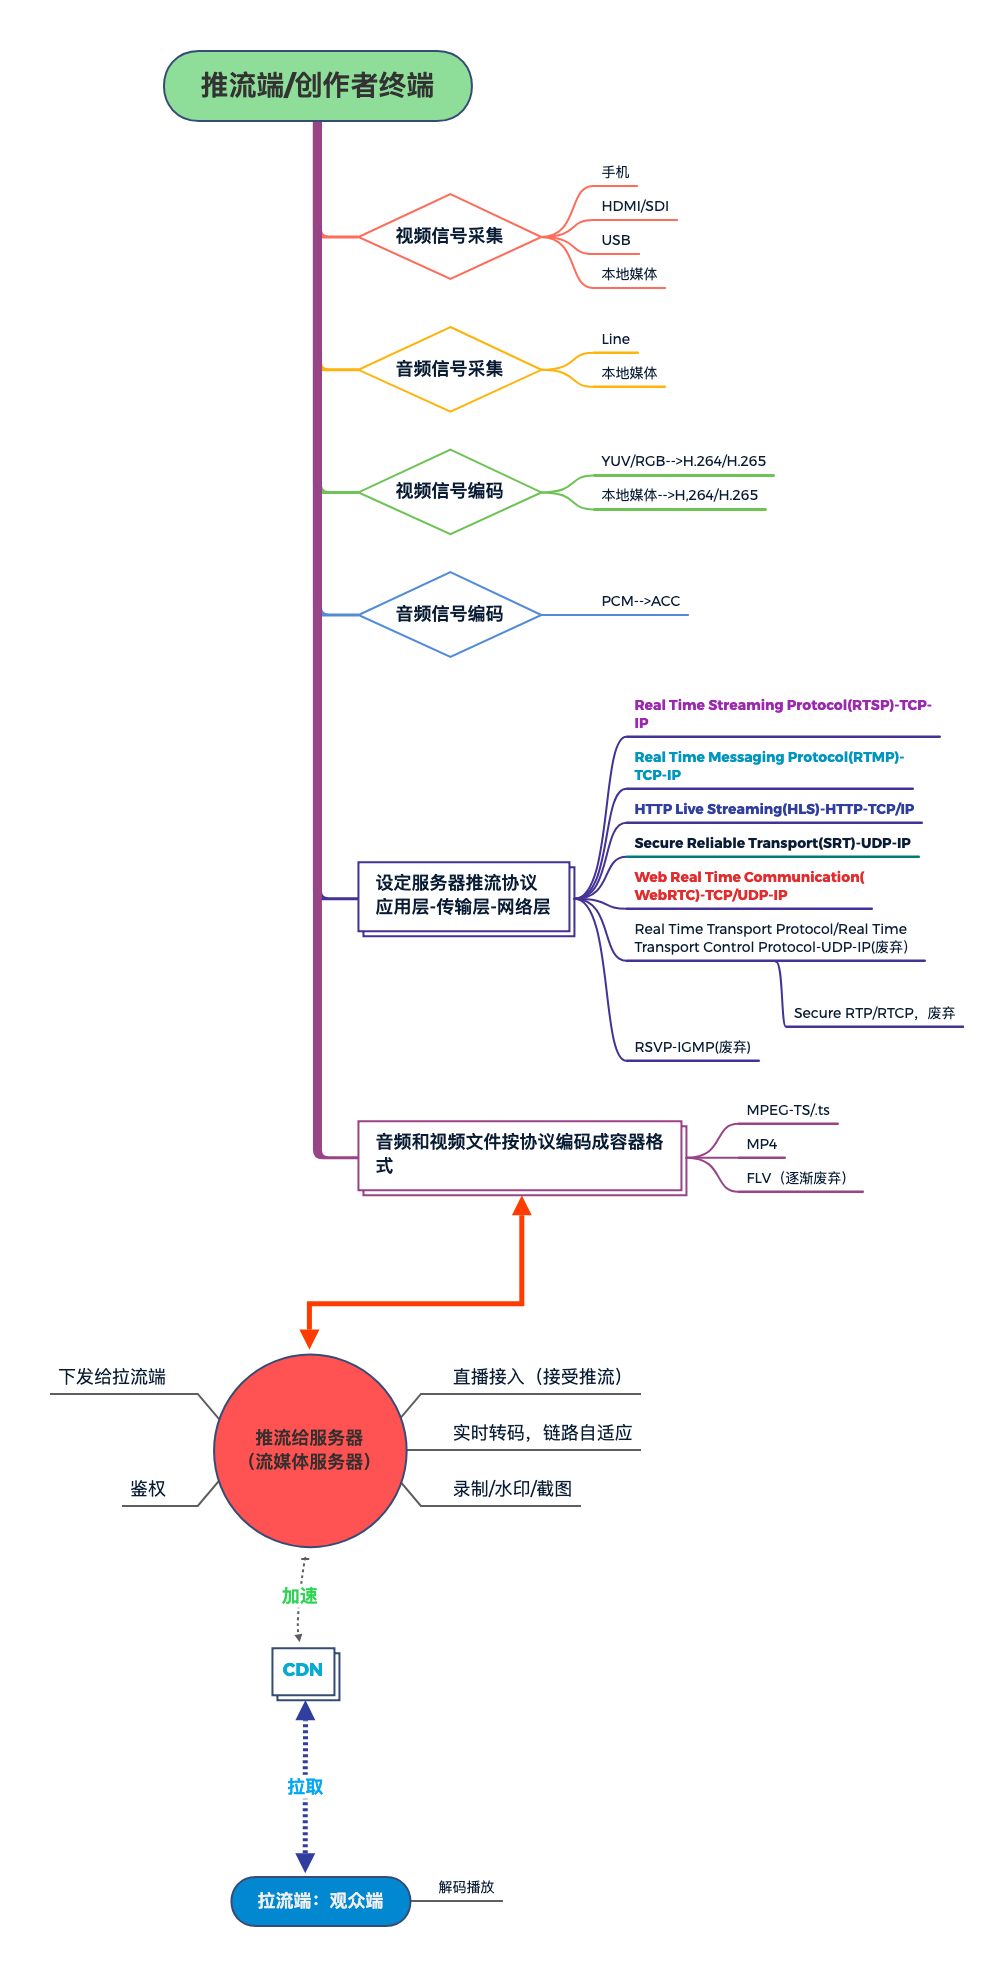 推流端/创作者终端
手机
HDMI/SDI
视频信号采集
USB
本地媒体
Line
音频信号采集
本地媒体
YUV/RGB-->H.264/H.265
视频信号编码
本地媒体-->H,264/H.265
PCM-->ACC
音频信号编码
Real Time Streaming Protocol(RTSP)-TCP-
IP
Real Time Messaging Protocol(RTMP)-
TCP-IP
HTTP Live Streaming(HLS)-HTTP-TCP/IP
Secure Reliable Transport(SRT)-UDP-IP
设定服务器推流协议
应用层-传输层-网络层
Web Real Time Communication(
WebRTC)-TCP/UDP-IP
Real Time Transport Protocol/Real Time
Transport Control Protocol-UDP-IP(废弃)
Secure RTP/RTCP，废弃
RSVP-IGMP(废弃)
MPEG-TS/.ts
音频和视频文件按协议编码成容器格
式
MP4
FLV（逐渐废弃）
下发给拉流端
直播接入（接受推流）
推流给服务器
（流媒体服务器）
实时转码，链路自适应
鉴权
录制/水印/截图
加速
CDN
拉取
拉流端：观众端
解码播放